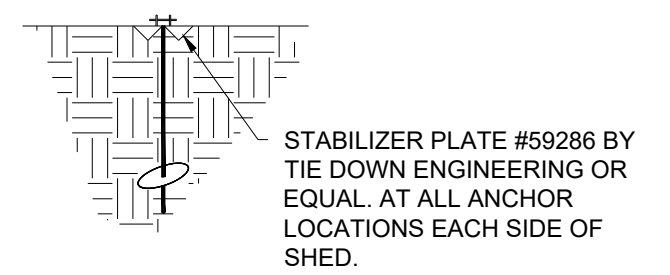 STABILIZER PLATE #59286 BY
TIE DOWN ENGINEERING OR
EQUAL. AT ALL ANCHOR
LOCATIONS EACH SIDE OF
SHED.